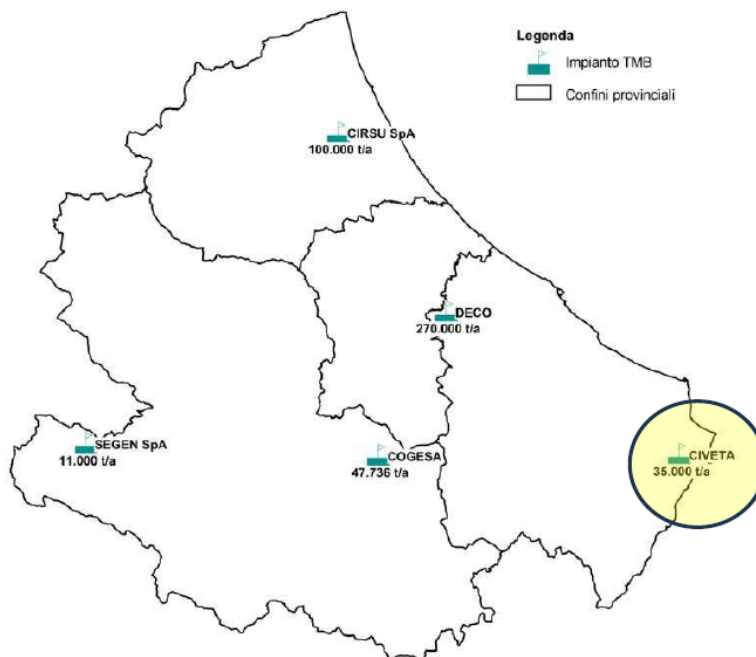 Legenda
Impianto TMB
Confini provinciali
CIRSU SpA
100.000 t/a
DECO
270.000 t/a
SEGEN SpA
11.000 t/a
COGESA
47.736 t/a
CIVETA
35.000 t/a